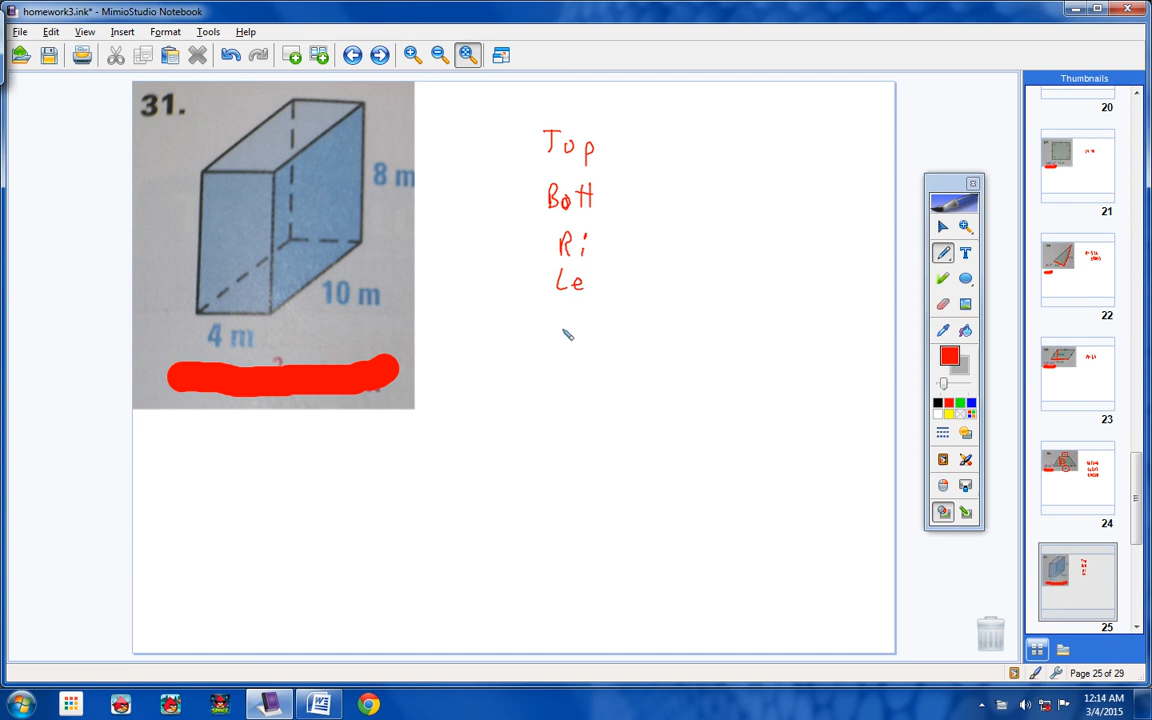 homework3.ink* - MimioStudio Notebook
File Edit View Insert Format Tools Help
Thumbnails
31.
8 m
10 m
4 m
Top
Bott
Ri
Le
20
21
22
23
24
25
Page 25 of 29
12:14 AM
3/4/2015